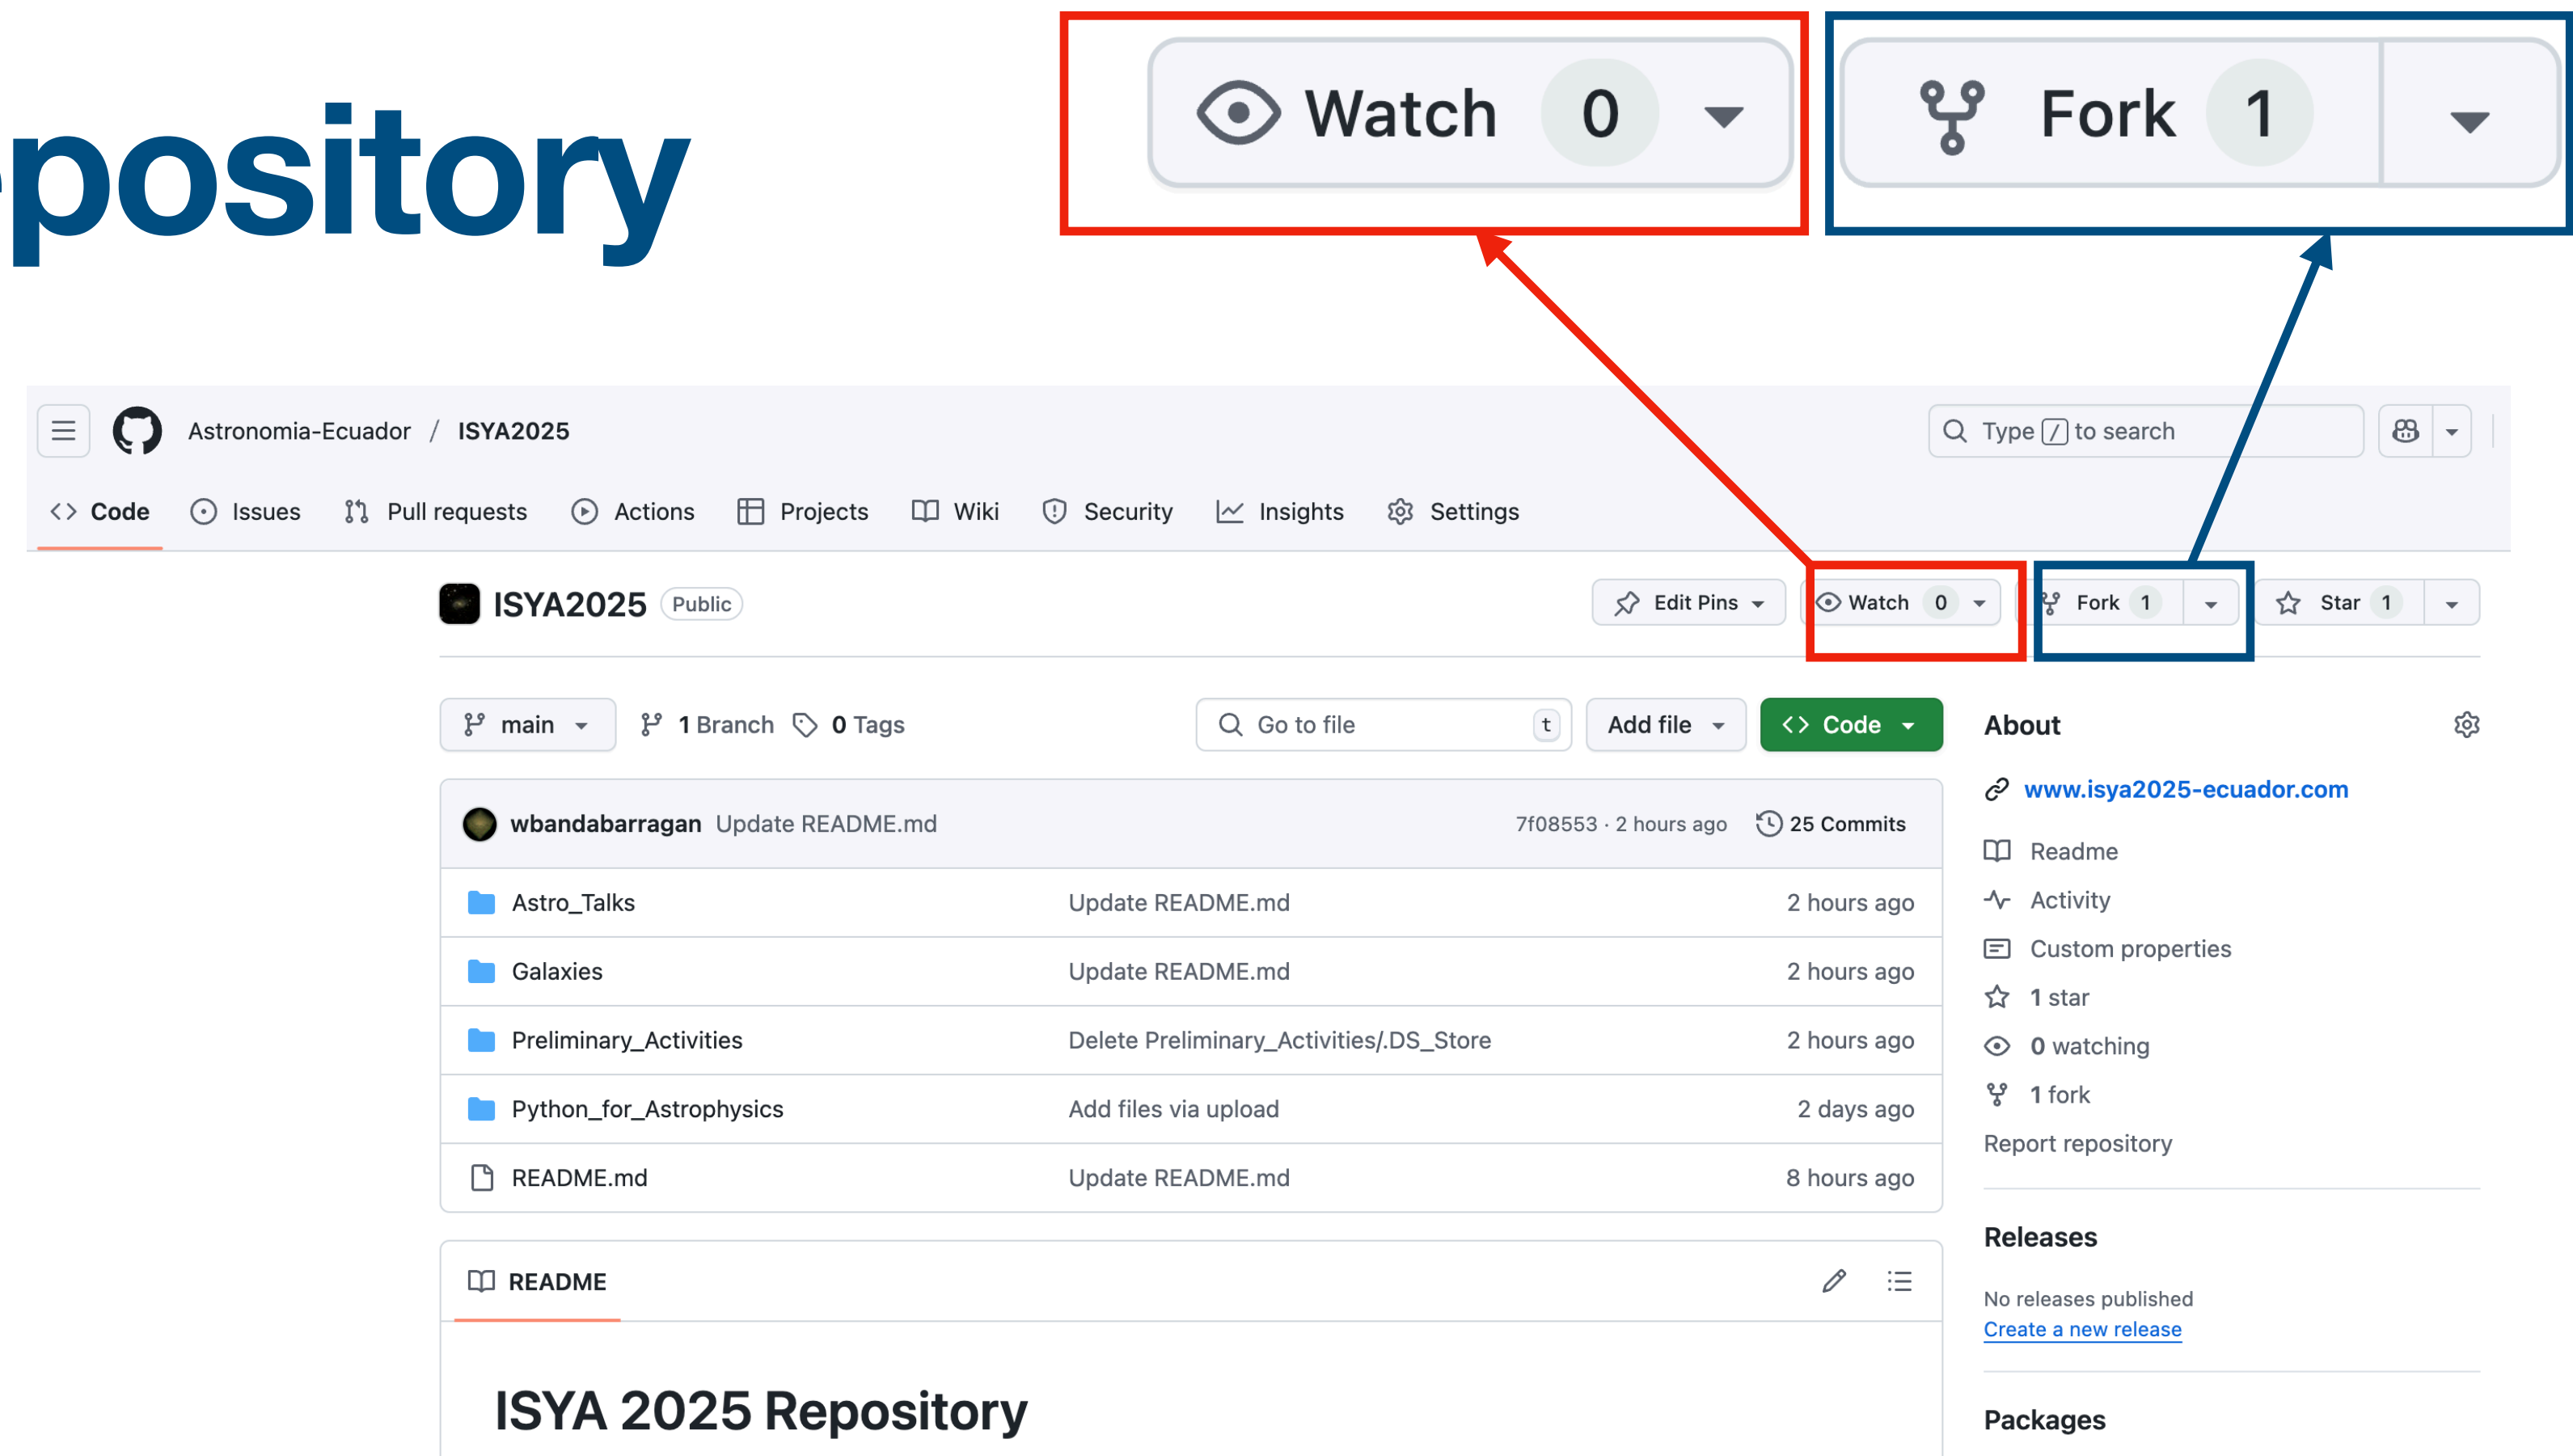 epository
Watch 0
Fork 1
Astronomia-Ecuador / ISYA2025
Type / to search
Code Issues Pull requests Actions Projects Wiki Security Insights Settings
ISYA2025 Public
Edit Pins Watch 0 Fork 1 Star 1
main 1 Branch 0 Tags Go to file t Add file Code
wbandabarragan Update README.md 7f08553 · 2 hours ago 25 Commits
Astro_Talks Update README.md 2 hours ago
Galaxies Update README.md 2 hours ago
Preliminary_Activities Delete Preliminary_Activities/.DS_Store 2 hours ago
Python_for_Astrophysics Add files via upload 2 days ago
README.md Update README.md 8 hours ago
README
ISYA 2025 Repository
About
www.isya2025-ecuador.com
Readme
Activity
Custom properties
1 star
0 watching
1 fork
Report repository
Releases
No releases published
Create a new release
Packages